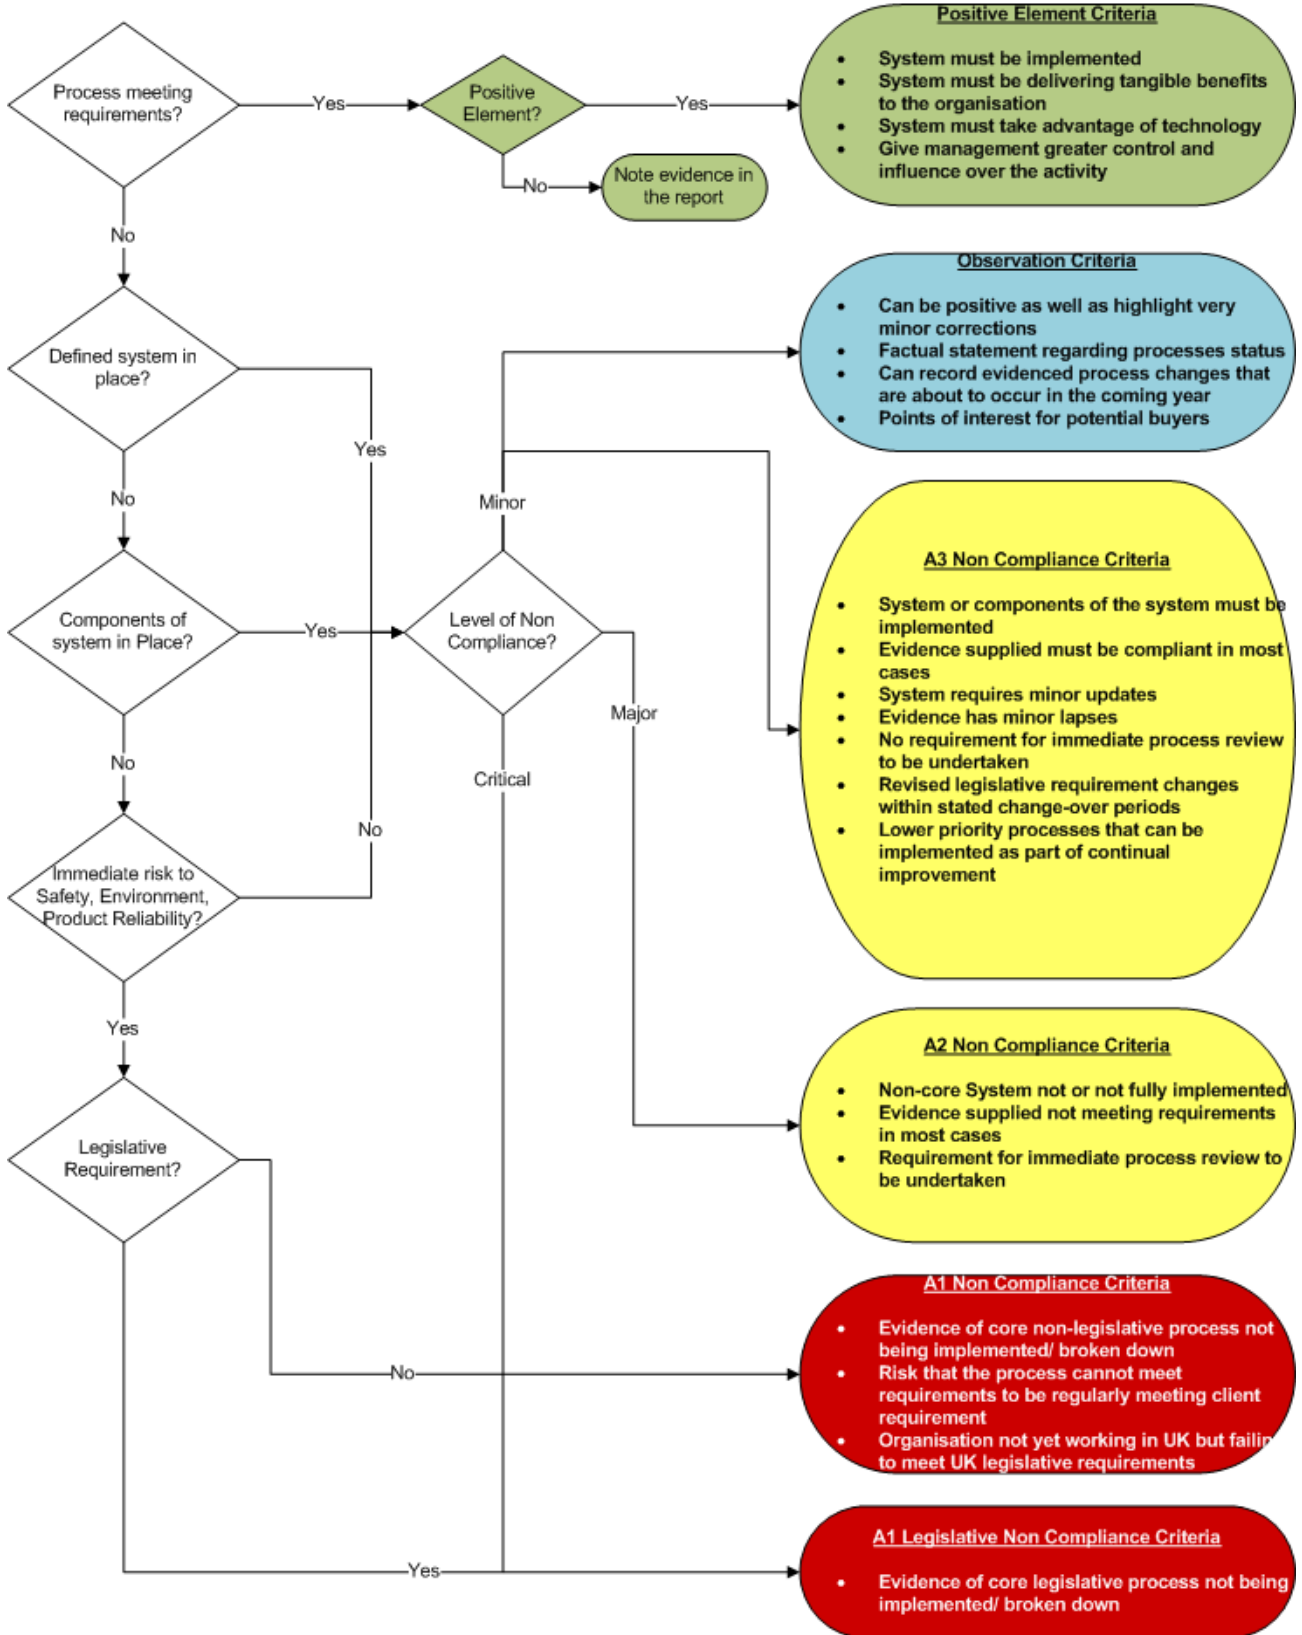 Process meeting
requirements?
Yes
Positive
Element?
Yes
Positive Element Criteria
• System must be implemented
• System must be delivering tangible benefits
to the organisation
• System must take advantage of technology
• Give management greater control and
influence over the activity
No
Note evidence in
the report
No
Defined system in
place?
Yes
Observation Criteria
• Can be positive as well as highlight very
minor corrections
• Factual statement regarding processes status
• Can record evidenced process changes that
are about to occur in the coming year
• Points of interest for potential buyers
No
Minor
Components of
system in Place?
Yes
Level of Non
Compliance?
A3 Non Compliance Criteria
• System or components of the system must be
implemented
• Evidence supplied must be compliant in most
cases
• System requires minor updates
• Evidence has minor lapses
• No requirement for immediate process review
to be undertaken
• Revised legislative requirement changes
within stated change-over periods
• Lower priority processes that can be
implemented as part of continual
improvement
Major
No
Critical
No
Immediate risk to
Safety, Environment,
Product Reliability?
Yes
A2 Non Compliance Criteria
• Non-core System not or not fully implemented
• Evidence supplied not meeting requirements
in most cases
• Requirement for immediate process review to
be undertaken
Legislative
Requirement?
No
A1 Non Compliance Criteria
• Evidence of core non-legislative process not
being implemented/ broken down
• Risk that the process cannot meet
requirements to be regularly meeting client
requirement
• Organisation not yet working in UK but failin
to meet UK legislative requirements
Yes
A1 Legislative Non Compliance Criteria
• Evidence of core legislative process not being
implemented/ broken down